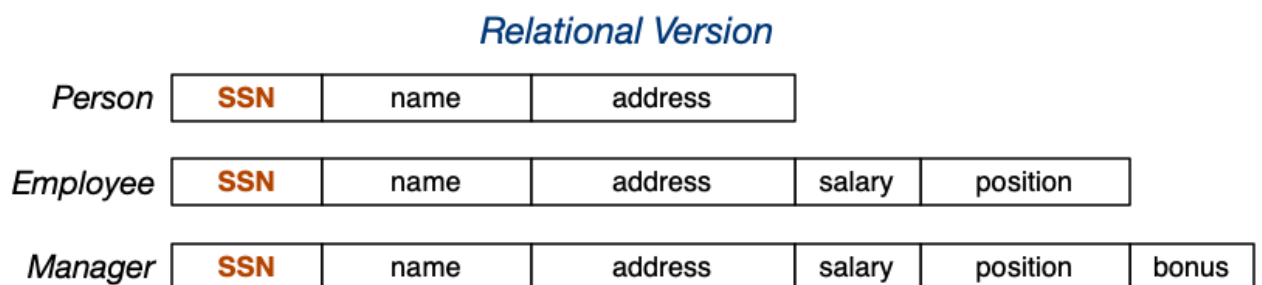 Relational Version
Person SSN name address
Employee SSN name address salary position
Manager SSN name address salary position bonus